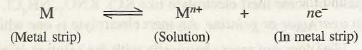 M ⇌ Mⁿ⁺ + ne⁻
(Metal strip) (Solution) (In metal strip)